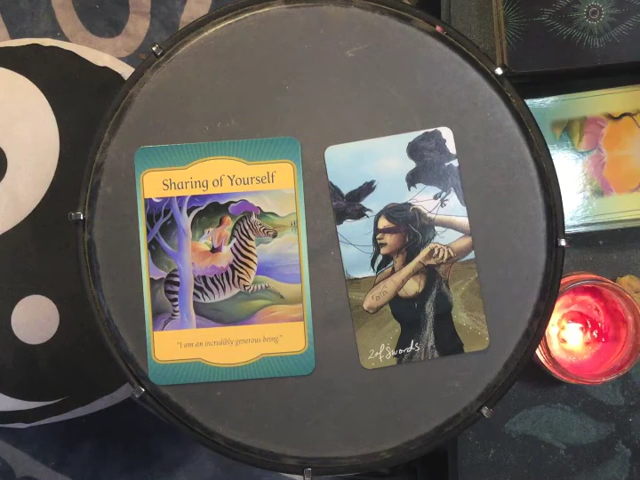 Sharing of Yourself
"I am an incredibly generous being."
2 of Swords